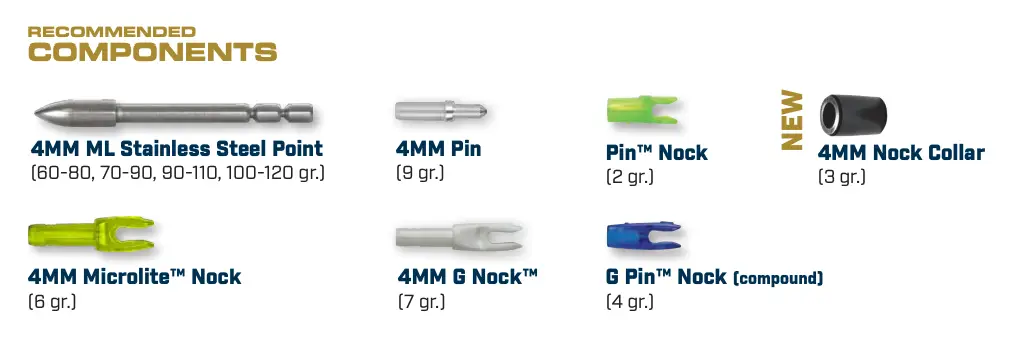 RECOMMENDED
COMPONENTS
4MM ML Stainless Steel Point
(60-80, 70-90, 90-110, 100-120 gr.)
4MM Pin
(9 gr.)
Pin™ Nock
(2 gr.)
NEW
4MM Nock Collar
(3 gr.)
4MM Microlite™ Nock
(6 gr.)
4MM G Nock™
(7 gr.)
G Pin™ Nock (compound)
(4 gr.)